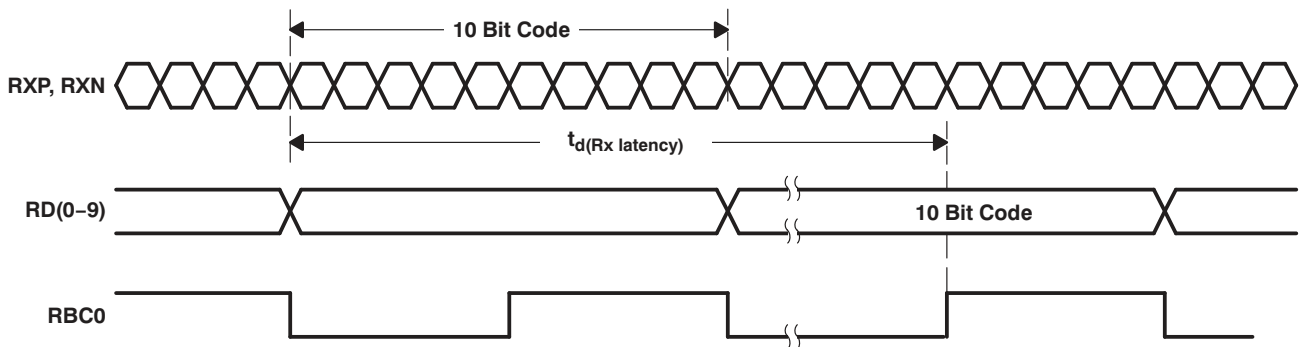 10 Bit Code
RXP, RXN
td(Rx latency)
RD(0−9)
10 Bit Code
RBC0